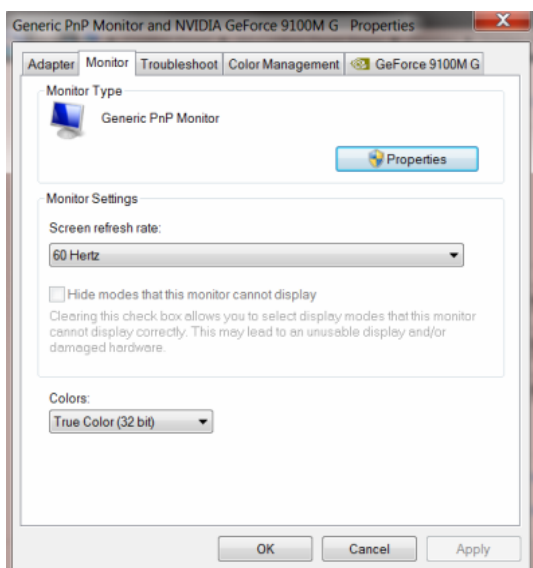 Generic PnP Monitor and NVIDIA GeForce 9100M G Properties
Adapter Monitor Troubleshoot Color Management GeForce 9100M G
Monitor Type
Generic PnP Monitor
Properties
Monitor Settings
Screen refresh rate:
60 Hertz
Hide modes that this monitor cannot display
Clearing this check box allows you to select display modes that this monitor
cannot display correctly. This may lead to an unusable display and/or
damaged hardware.
Colors:
True Color (32 bit)
OK Cancel Apply